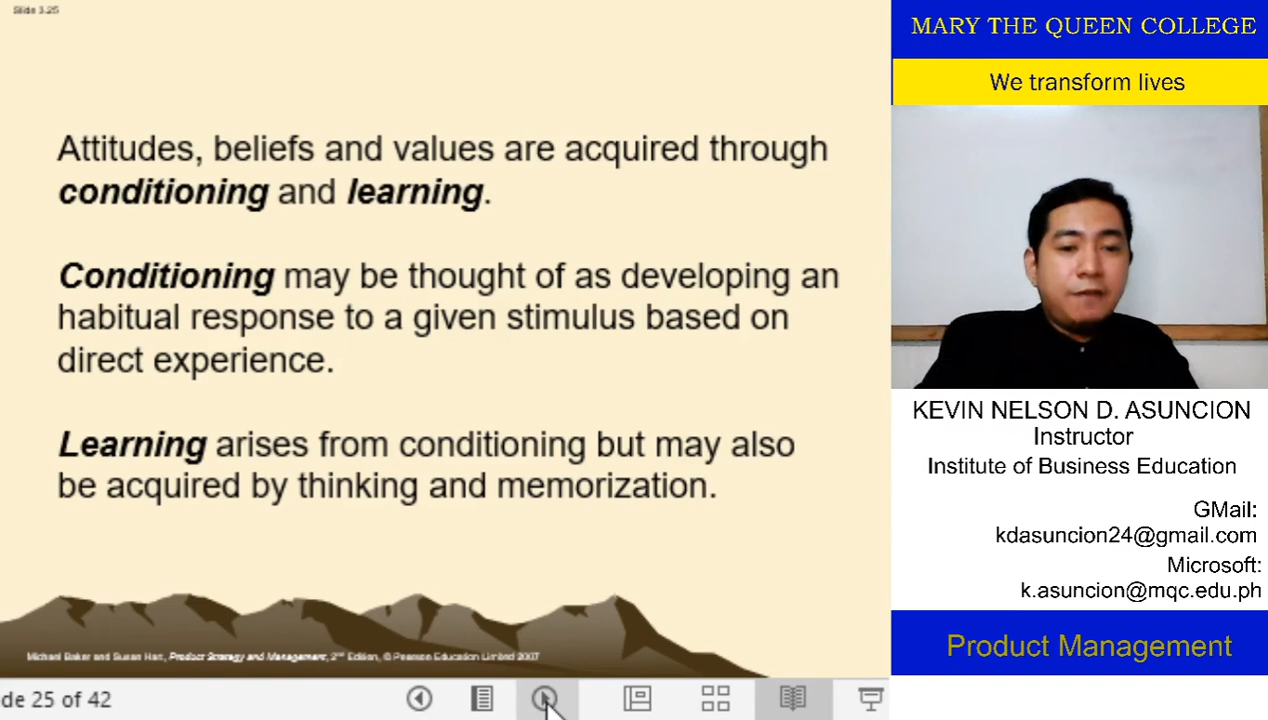 Slide 3.25
Attitudes, beliefs and values are acquired through
conditioning and learning.
Conditioning may be thought of as developing an
habitual response to a given stimulus based on
direct experience.
Learning arises from conditioning but may also
be acquired by thinking and memorization.
Michael Baker and Susan Hart, Product Strategy and Management, 2nd Edition, © Pearson Education Limited 2007
de 25 of 42
MARY THE QUEEN COLLEGE
We transform lives
KEVIN NELSON D. ASUNCION
Instructor
Institute of Business Education
GMail:
kdasuncion24@gmail.com
Microsoft:
k.asuncion@mqc.edu.ph
Product Management